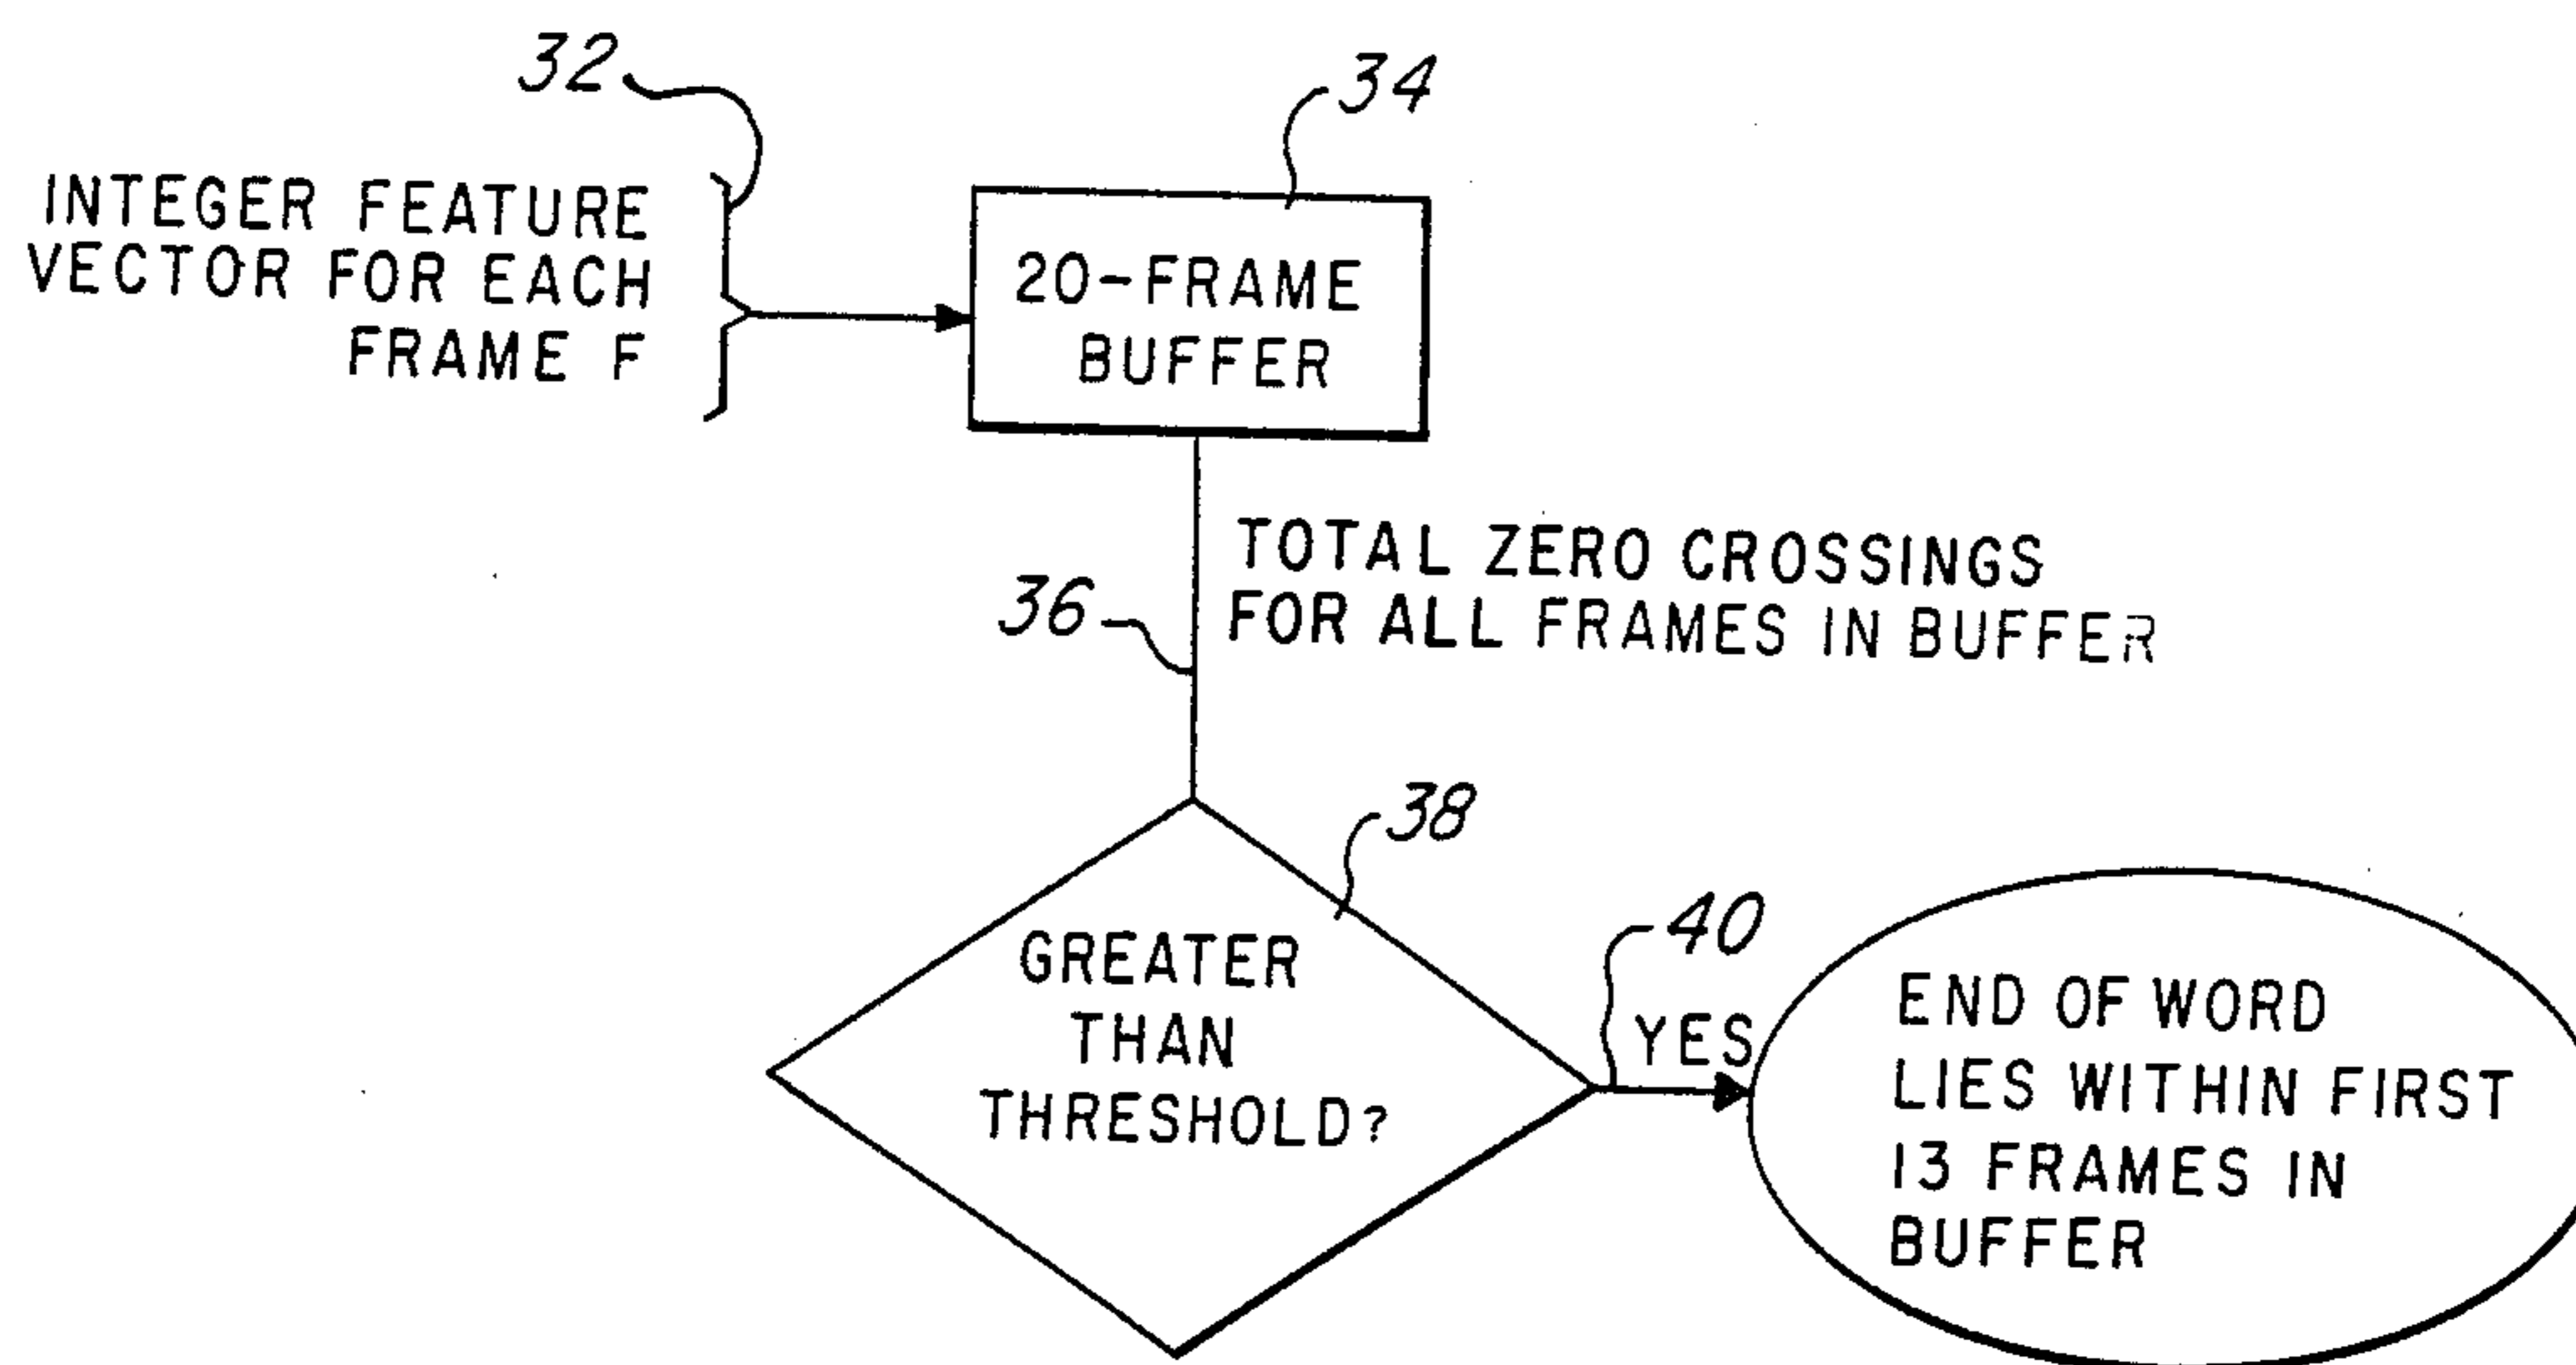 32
34
INTEGER FEATURE
VECTOR FOR EACH
FRAME F
20-FRAME
BUFFER
TOTAL ZERO CROSSINGS
FOR ALL FRAMES IN BUFFER
36
38
GREATER
THAN
THRESHOLD?
40
YES
END OF WORD
LIES WITHIN FIRST
13 FRAMES IN
BUFFER